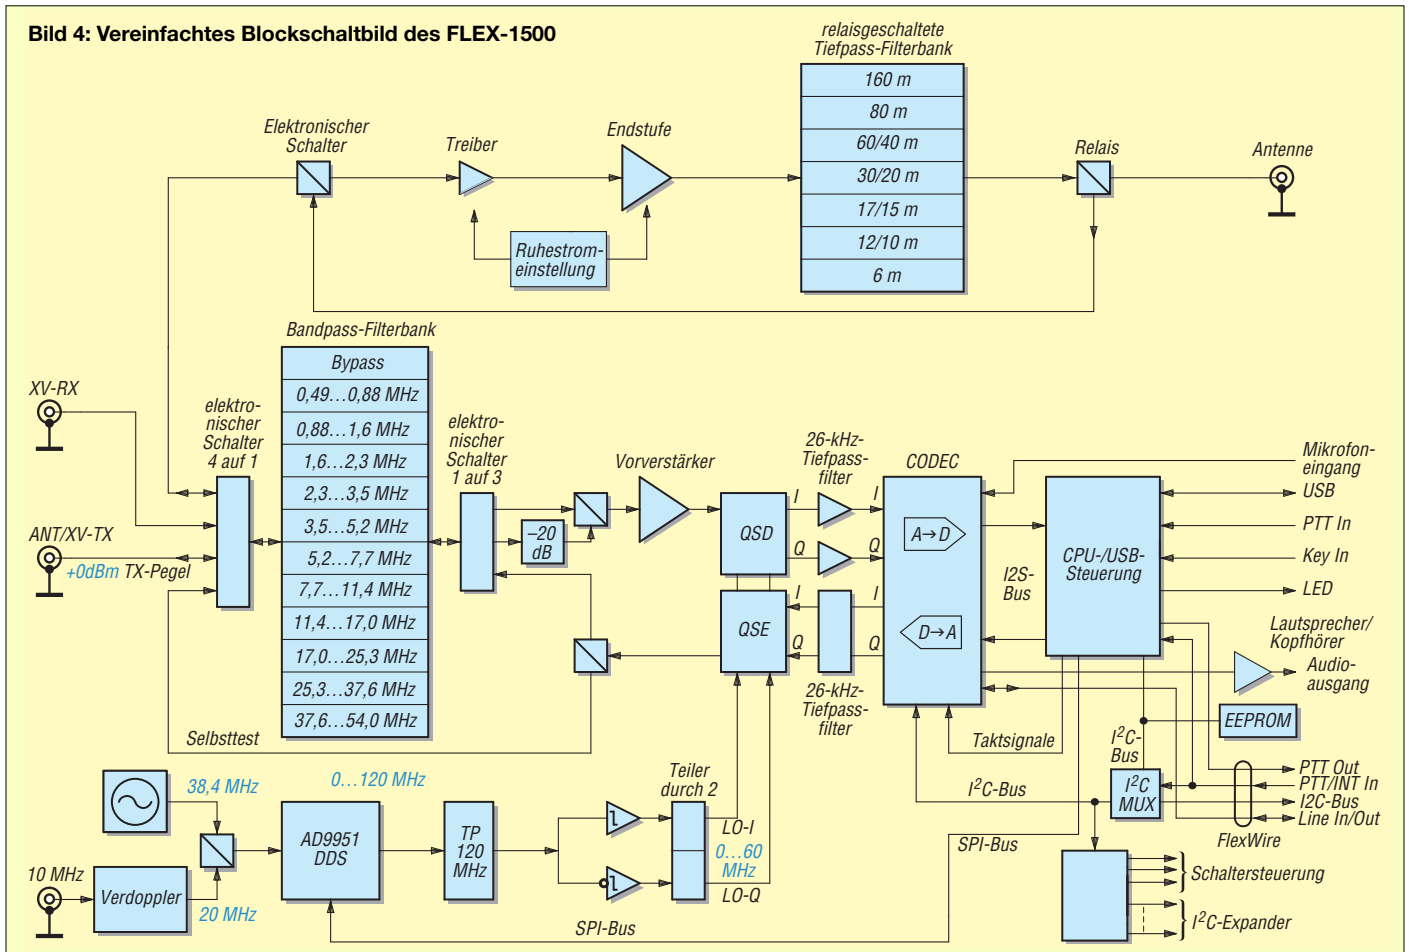 Bild 4: Vereinfachtes Blockschaltbild des FLEX-1500
relaisgeschaltete
Tiefpass-Filterbank
160 m
80 m
60/40 m
30/20 m
17/15 m
12/10 m
6 m
Elektronischer
Schalter
Treiber
Endstufe
Relais
Antenne
Ruhestrom-
einstellung
Bandpass-Filterbank
Bypass
0,49...0,88 MHz
0,88...1,6 MHz
1,6...2,3 MHz
2,3...3,5 MHz
3,5...5,2 MHz
5,2...7,7 MHz
7,7...11,4 MHz
11,4...17,0 MHz
17,0...25,3 MHz
25,3...37,6 MHz
37,6...54,0 MHz
XV-RX
elektro-
nischer
Schalter
4 auf 1
ANT/XV-TX
+0dBm TX-Pegel
elektro-
nischer
Schalter
1 auf 3
–20
dB
Vorverstärker
QSD
QSE
I
Q
I
Q
26-kHz-
Tiefpass-
filter
I
Q
I
Q
26-kHz-
Tiefpass-
filter
CODEC
A→D
D→A
I2S-
Bus
CPU-/USB-
Steuerung
Mikrofon-
eingang
USB
PTT In
Key In
LED
Lautsprecher/
Kopfhörer
Audio-
ausgang
EEPROM
Taktsignale
I²C-
Bus
I²C
MUX
I²C-Bus
PTT Out
PTT/INT In
I2C-Bus
Line In/Out
FlexWire
SPI-Bus
Schaltersteuerung
I²C-Expander
Selbsttest
38,4 MHz
0...120 MHz
Teiler
durch 2
AD9951
DDS
TP
120
MHz
LO-I
0...60
MHz
LO-Q
10 MHz
Verdoppler
20 MHz
SPI-Bus